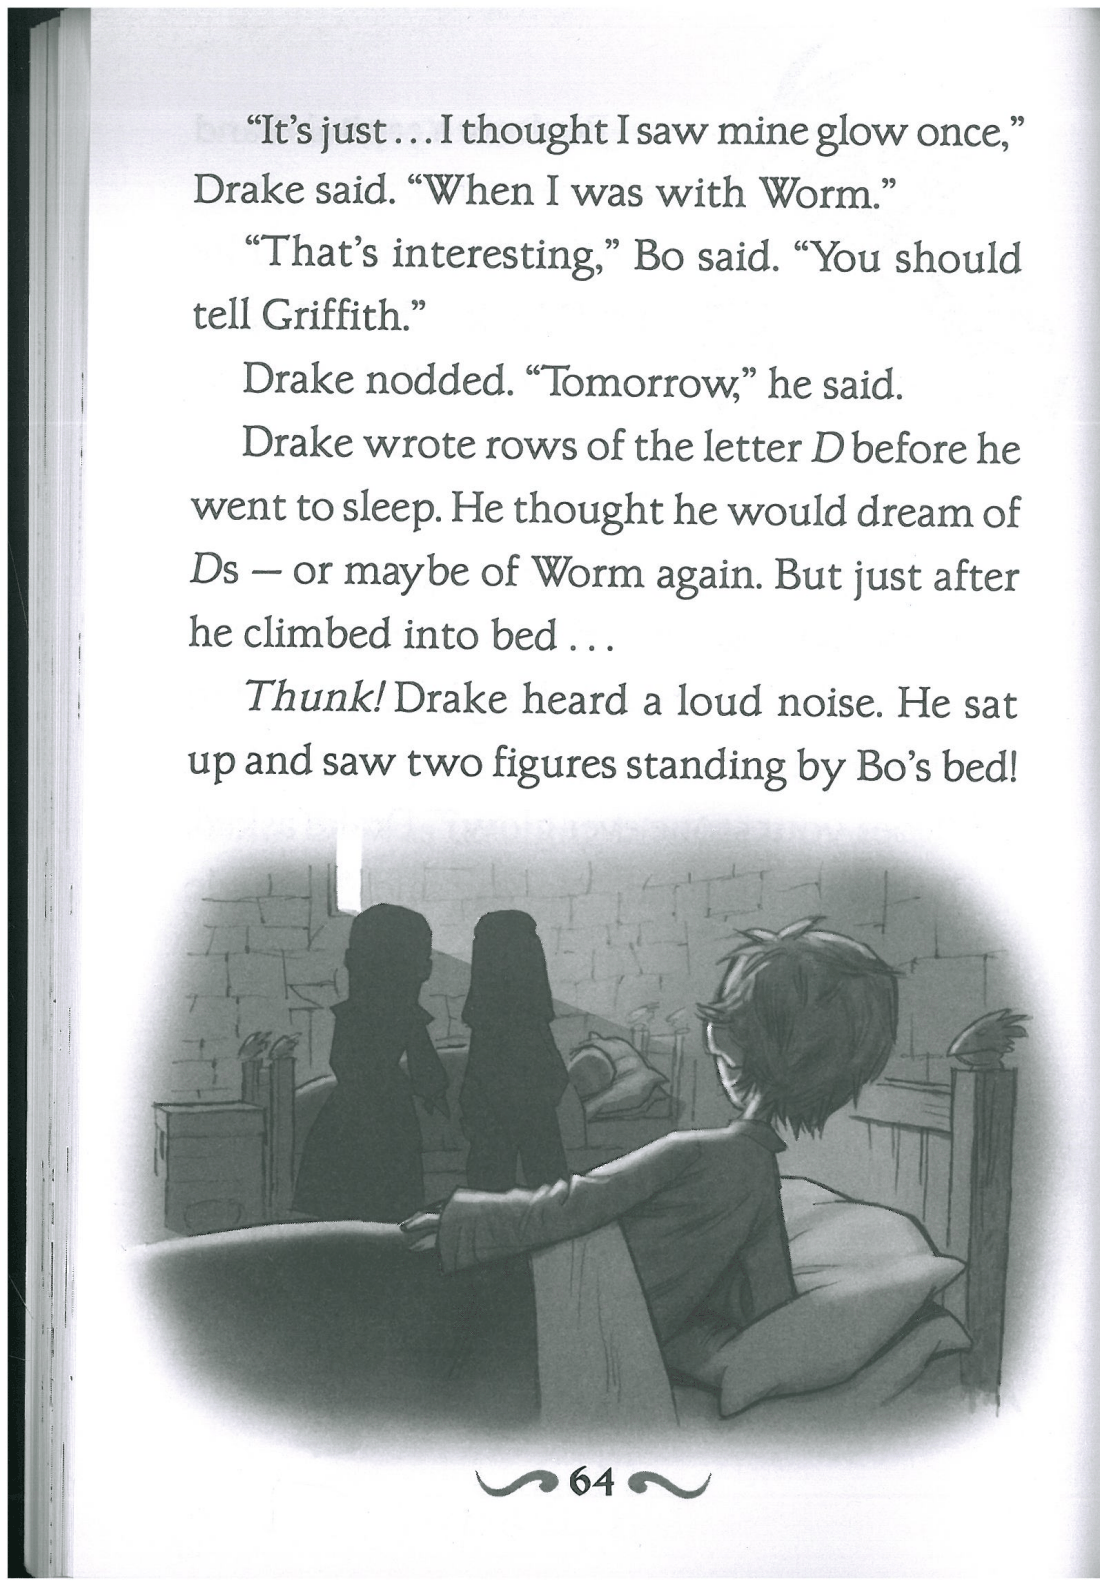 “It’s just . . . I thought I saw mine glow once,”
Drake said. “When I was with Worm.”
“That’s interesting,” Bo said. “You should
tell Griffith.”
Drake nodded. “Tomorrow,” he said.
Drake wrote rows of the letter D before he
went to sleep. He thought he would dream of
Ds — or maybe of Worm again. But just after
he climbed into bed . . .
Thunk! Drake heard a loud noise. He sat
up and saw two figures standing by Bo’s bed!
64